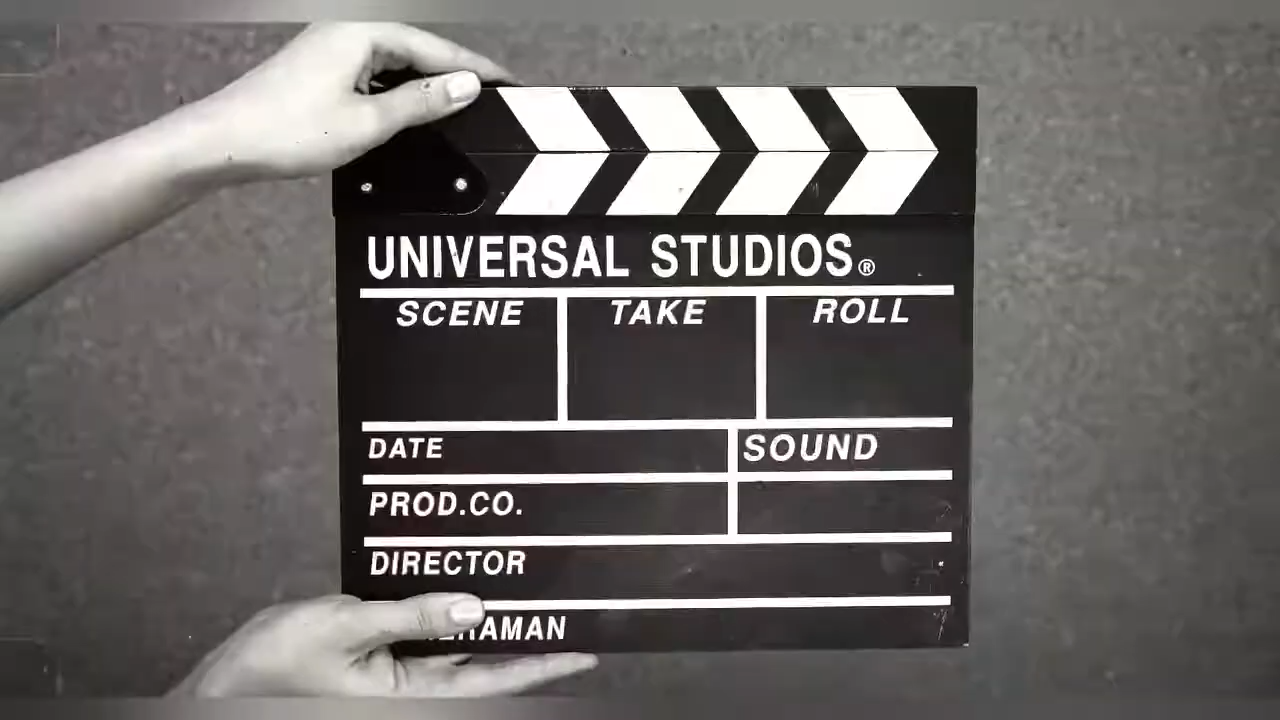 UNIVERSAL STUDIOS®
SCENE TAKE ROLL
DATE SOUND
PROD.CO.
DIRECTOR